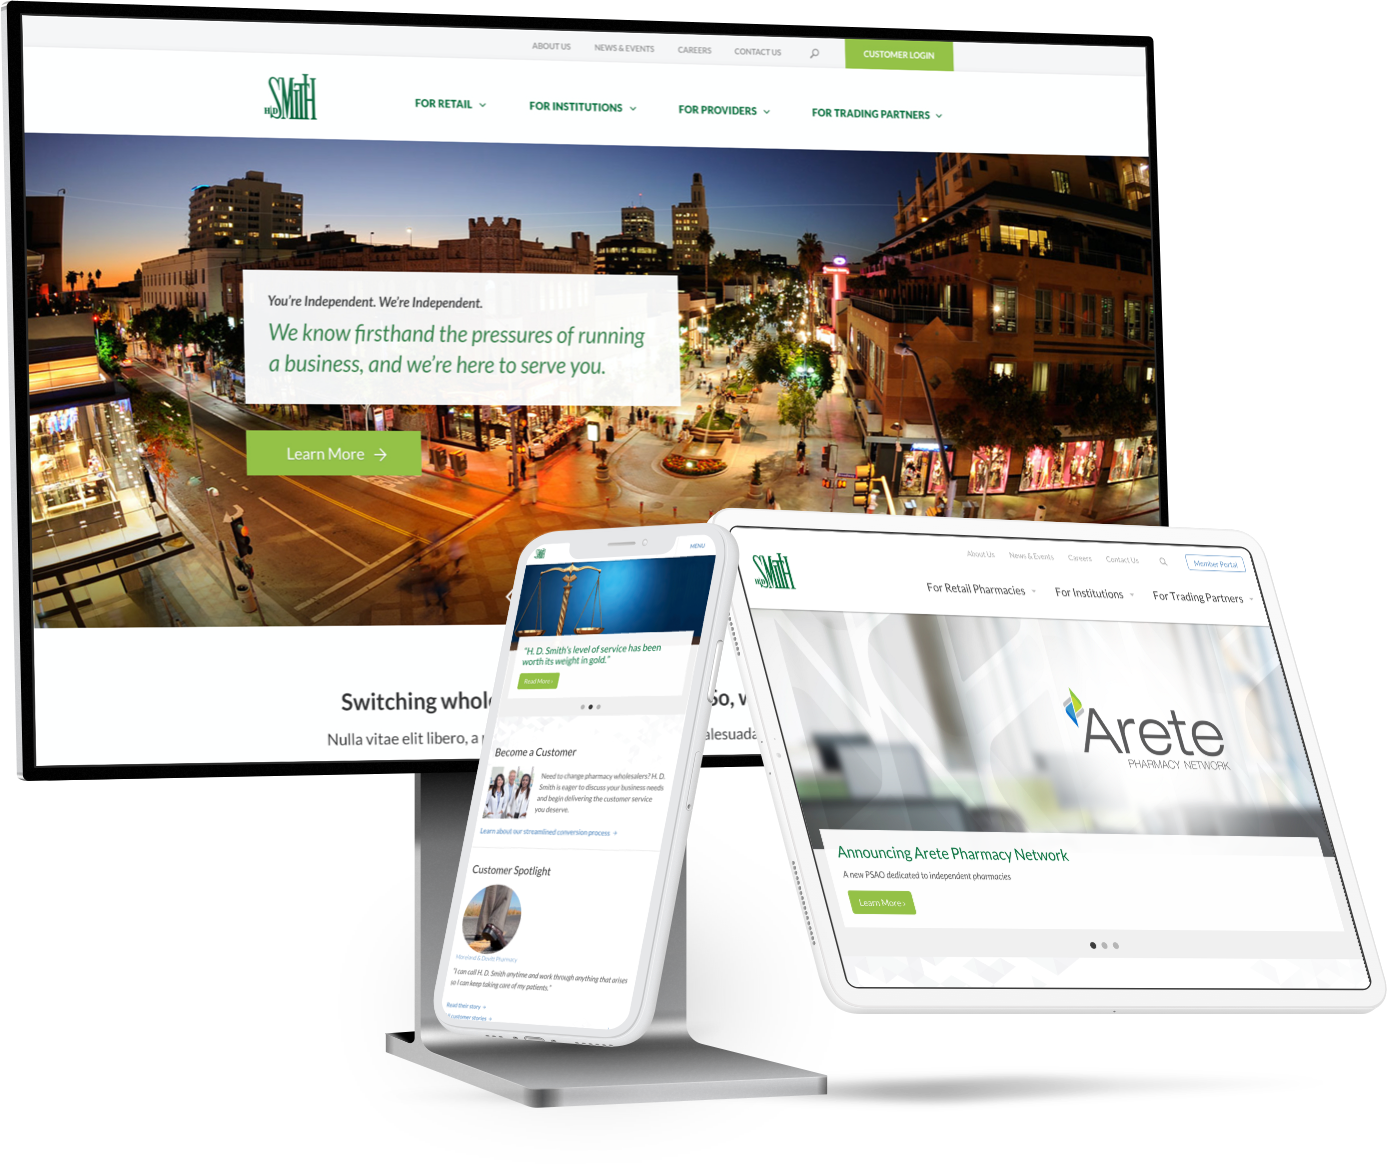 ABOUT US NEWS & EVENTS CAREERS CONTACT US CUSTOMER LOGIN
H.D. SMITH
FOR RETAIL FOR INSTITUTIONS FOR PROVIDERS FOR TRADING PARTNERS
You're Independent. We're Independent.
We know firsthand the pressures of running
a business, and we're here to serve you.
Learn More →
Switching whole
So, w
Nulla vitae elit libero, a
alesuada
MENU
"H. D. Smith's level of service has been
worth its weight in gold."
Read More ›
Become a Customer
Need to change pharmacy wholesalers? H. D.
Smith is eager to discuss your business needs
and begin delivering the customer service
you deserve.
Learn about our streamlined conversion process
Customer Spotlight
& Devitt Pharmacy
"I can call H. D. Smith anytime and work through anything that arises
so I can keep taking care of my patients."
Read their story
customer stories
About Us News & Events Careers Contact Us Member Portal
H.D. SMITH
For Retail Pharmacies For Institutions For Trading Partners
Arete
PHARMACY NETWORK
Announcing Arete Pharmacy Network
A new PSAO dedicated to independent pharmacies
Learn More ›